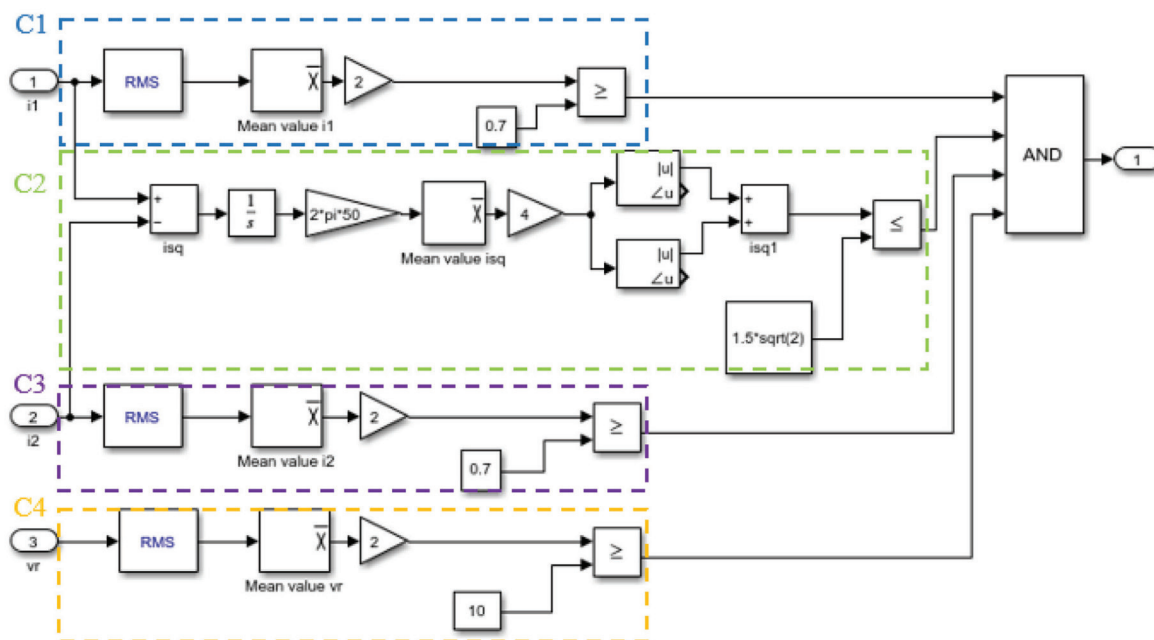 C1
1
i1
RMS
X
Mean value i1
2
0.7
≥
C2
+
−
isq
1
s
2*pi*50
X
Mean value isq
4
|u|
∠u
|u|
∠u
+
+
isq1
≤
1.5*sqrt(2)
AND
1
C3
2
i2
RMS
X
Mean value i2
2
0.7
≥
C4
3
vr
RMS
X
Mean value vr
2
10
≥